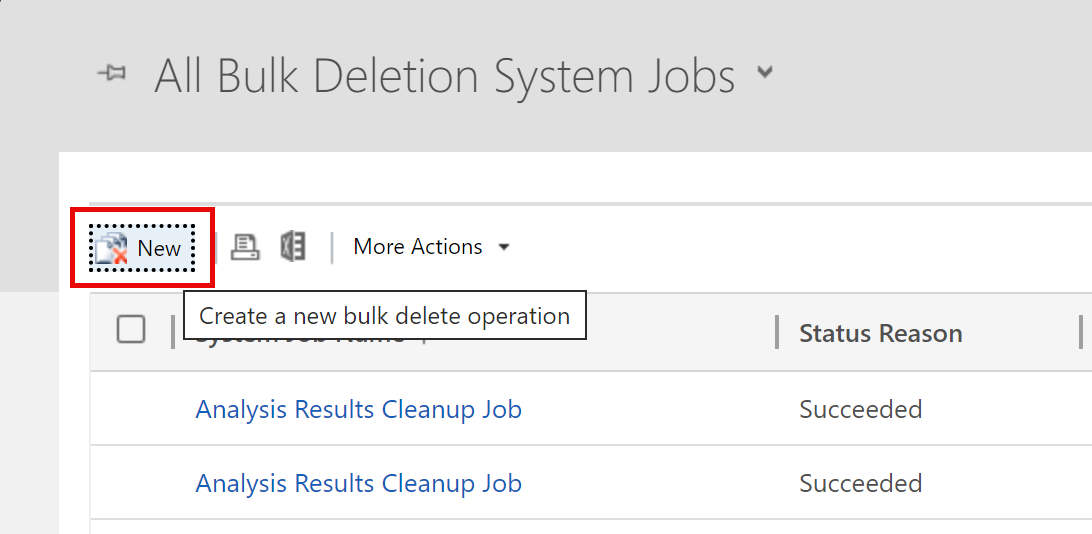 All Bulk Deletion System Jobs
New
More Actions
Create a new bulk delete operation
System Job Name
Status Reason
Analysis Results Cleanup Job
Succeeded
Analysis Results Cleanup Job
Succeeded